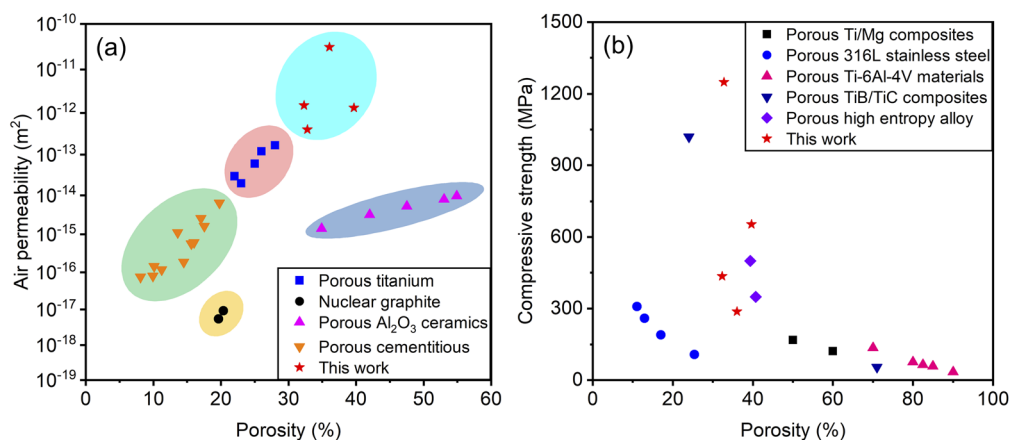 (a)
10⁻¹⁰
10⁻¹¹
10⁻¹²
10⁻¹³
10⁻¹⁴
10⁻¹⁵
10⁻¹⁶
10⁻¹⁷
10⁻¹⁸
10⁻¹⁹
Air permeability (m²)
0 10 20 30 40 50 60
Porosity (%)
Porous titanium
Nuclear graphite
Porous Al₂O₃ ceramics
Porous cementitious
This work
(b)
1500
1200
900
600
300
0
Compressive strength (MPa)
0 20 40 60 80 100
Porosity (%)
Porous Ti/Mg composites
Porous 316L stainless steel
Porous Ti-6Al-4V materials
Porous TiB/TiC composites
Porous high entropy alloy
This work